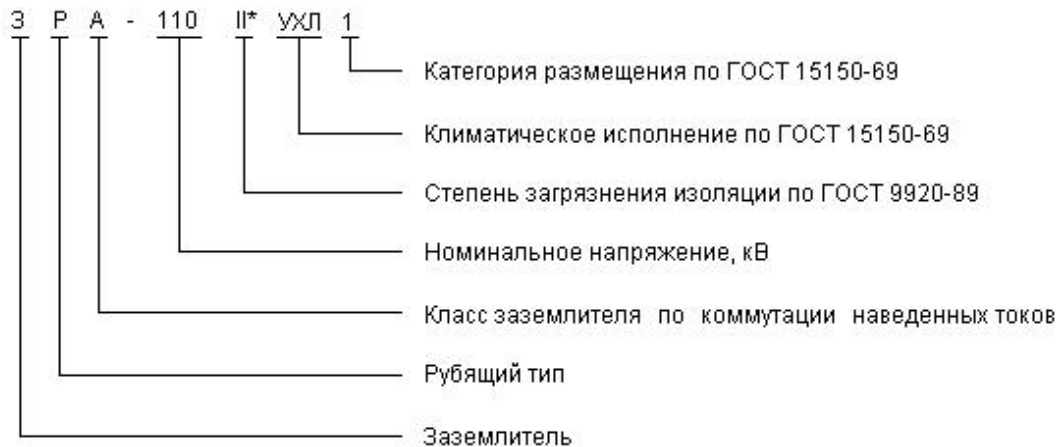 З Р А - 110 II* УХЛ 1
Категория размещения по ГОСТ 15150-69
Климатическое исполнение по ГОСТ 15150-69
Степень загрязнения изоляции по ГОСТ 9920-89
Номинальное напряжение, кВ
Класс заземлителя по коммутации наведенных токов
Рубящий тип
Заземлитель